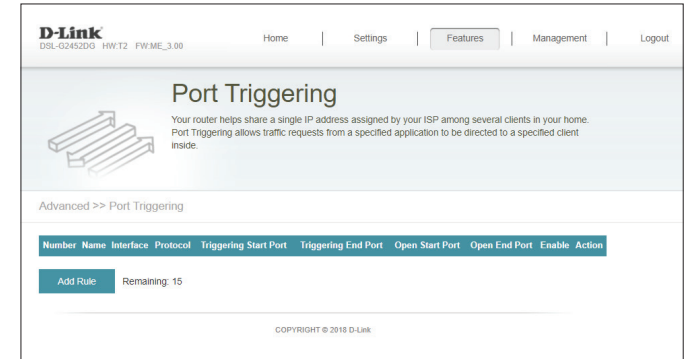 D-Link
DSL-G2452DG HW:T2 FW:ME_3.00
Home | Settings | Features | Management | Logout
Port Triggering
Your router helps share a single IP address assigned by your ISP among several clients in your home.
Port Triggering allows traffic requests from a specified application to be directed to a specified client
inside.
Advanced >> Port Triggering
Number Name Interface Protocol Triggering Start Port Triggering End Port Open Start Port Open End Port Enable Action
Add Rule Remaining: 15
COPYRIGHT © 2018 D-Link